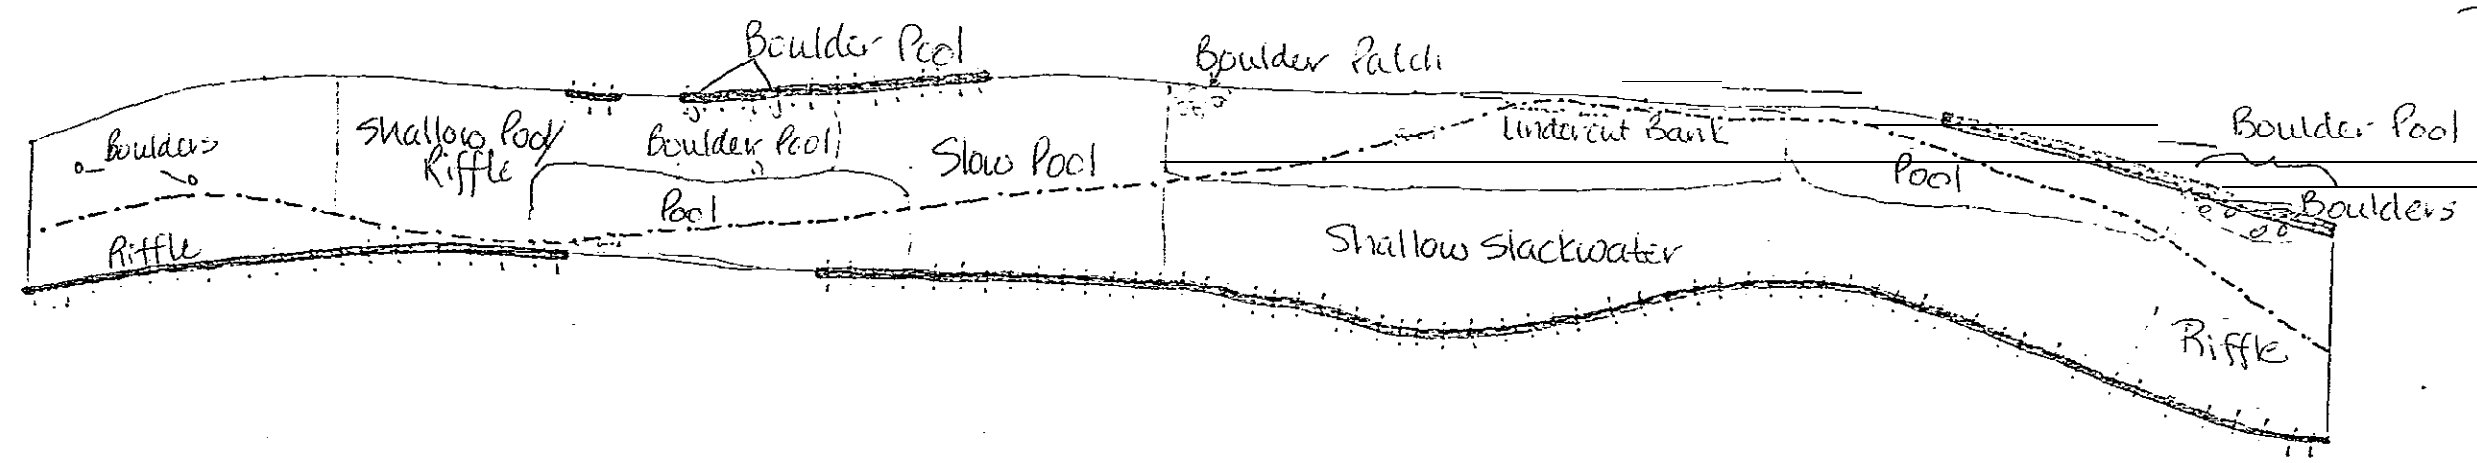 Boulder Pool
Boulder Patch
Boulders
Shallow Pool/
Riffle
Boulder Pool
Slow Pool
Undercut Bank
Boulder Pool
Pool
Pool
Boulders
Riffle
Shallow Slackwater
Riffle